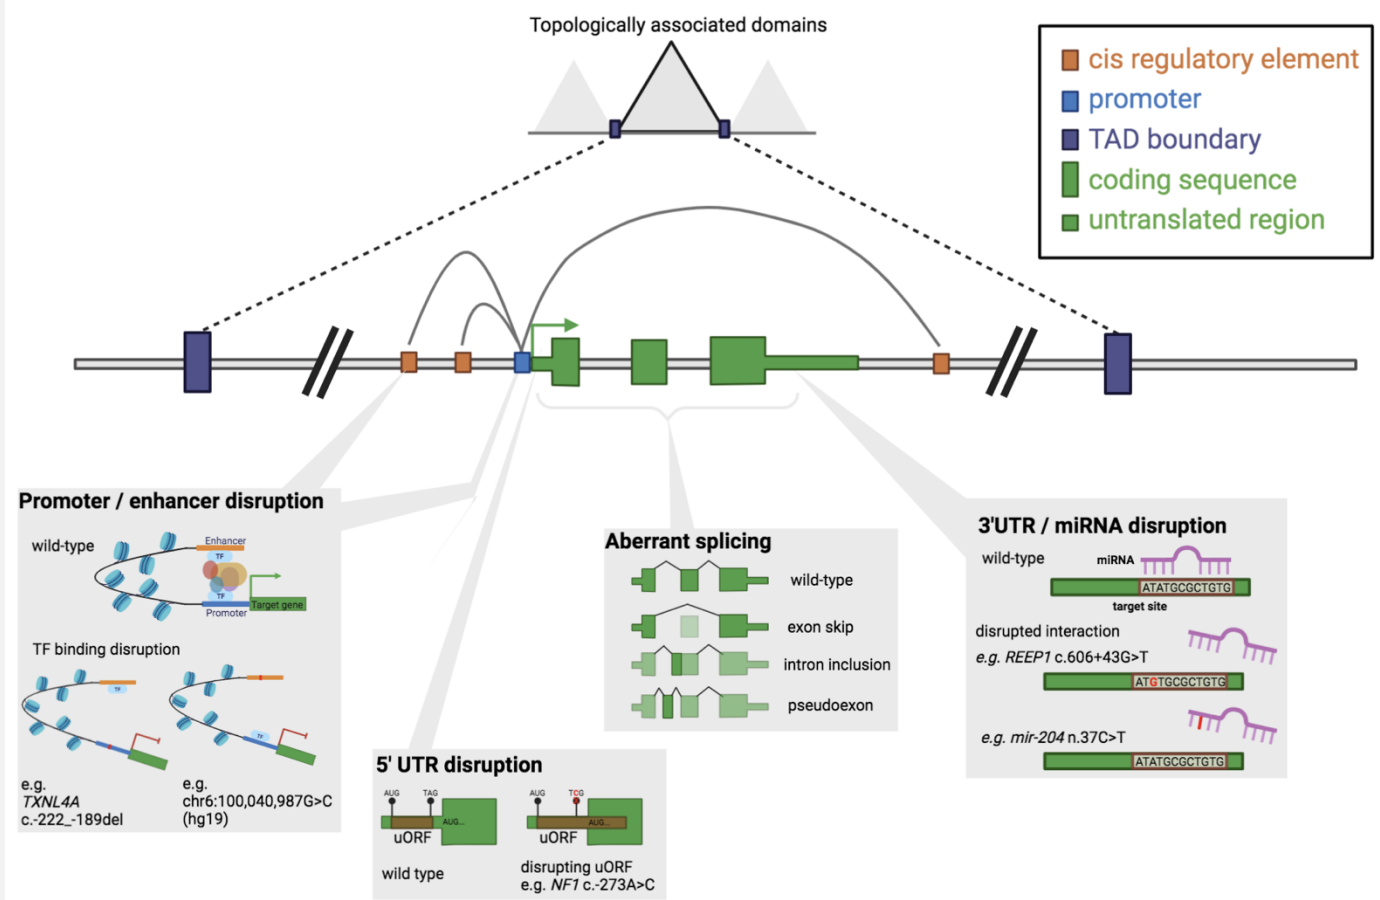 Topologically associated domains
cis regulatory element
promoter
TAD boundary
coding sequence
untranslated region
Promoter / enhancer disruption
wild-type
Enhancer
TF
TF
Promoter
Target gene
TF binding disruption
TF
TF
e.g.
TXNL4A
c.-222_-189del
e.g.
chr6:100,040,987G>C
(hg19)
5' UTR disruption
AUG TAG
AUG...
uORF
wild type
AUG TCG
AUG...
uORF
disrupting uORF
e.g. NF1 c.-273A>C
Aberrant splicing
wild-type
exon skip
intron inclusion
pseudoexon
3'UTR / miRNA disruption
wild-type
miRNA
ATATGCGCTGTG
target site
disrupted interaction
e.g. REEP1 c.606+43G>T
ATGTGCGCTGTG
e.g. mir-204 n.37C>T
ATATGCGCTGTG